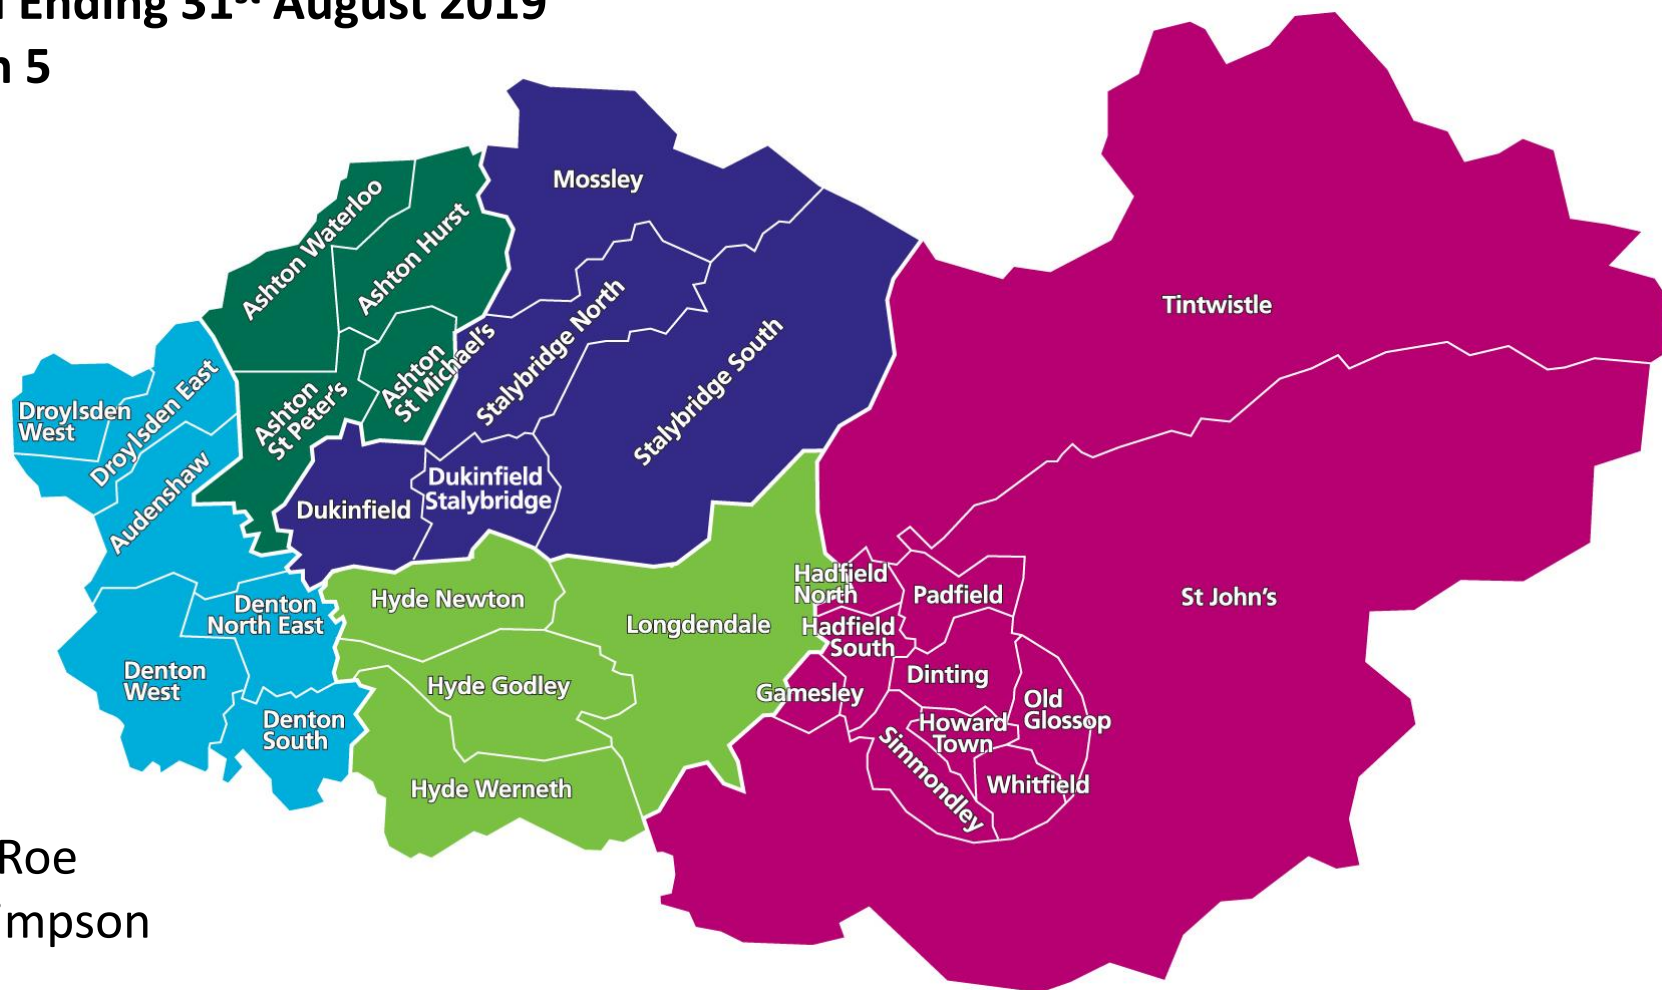 Ending 31st August 2019
5
Mossley
Ashton Waterloo
Ashton Hurst
Tintwistle
Stalybridge North
Ashton
St Michael's
Stalybridge South
Droylsden
West
Droylsden East
Ashton
St Peter's
Audenshaw
Dukinfield
Dukinfield
Stalybridge
Hadfield
North
Padfield
St John's
Hyde Newton
Denton
North East
Longdendale
Hadfield
South
Denton
West
Hyde Godley
Gamesley
Dinting
Old
Glossop
Denton
South
Howard
Town
Simmondley
Whitfield
Hyde Werneth
Roe
impson